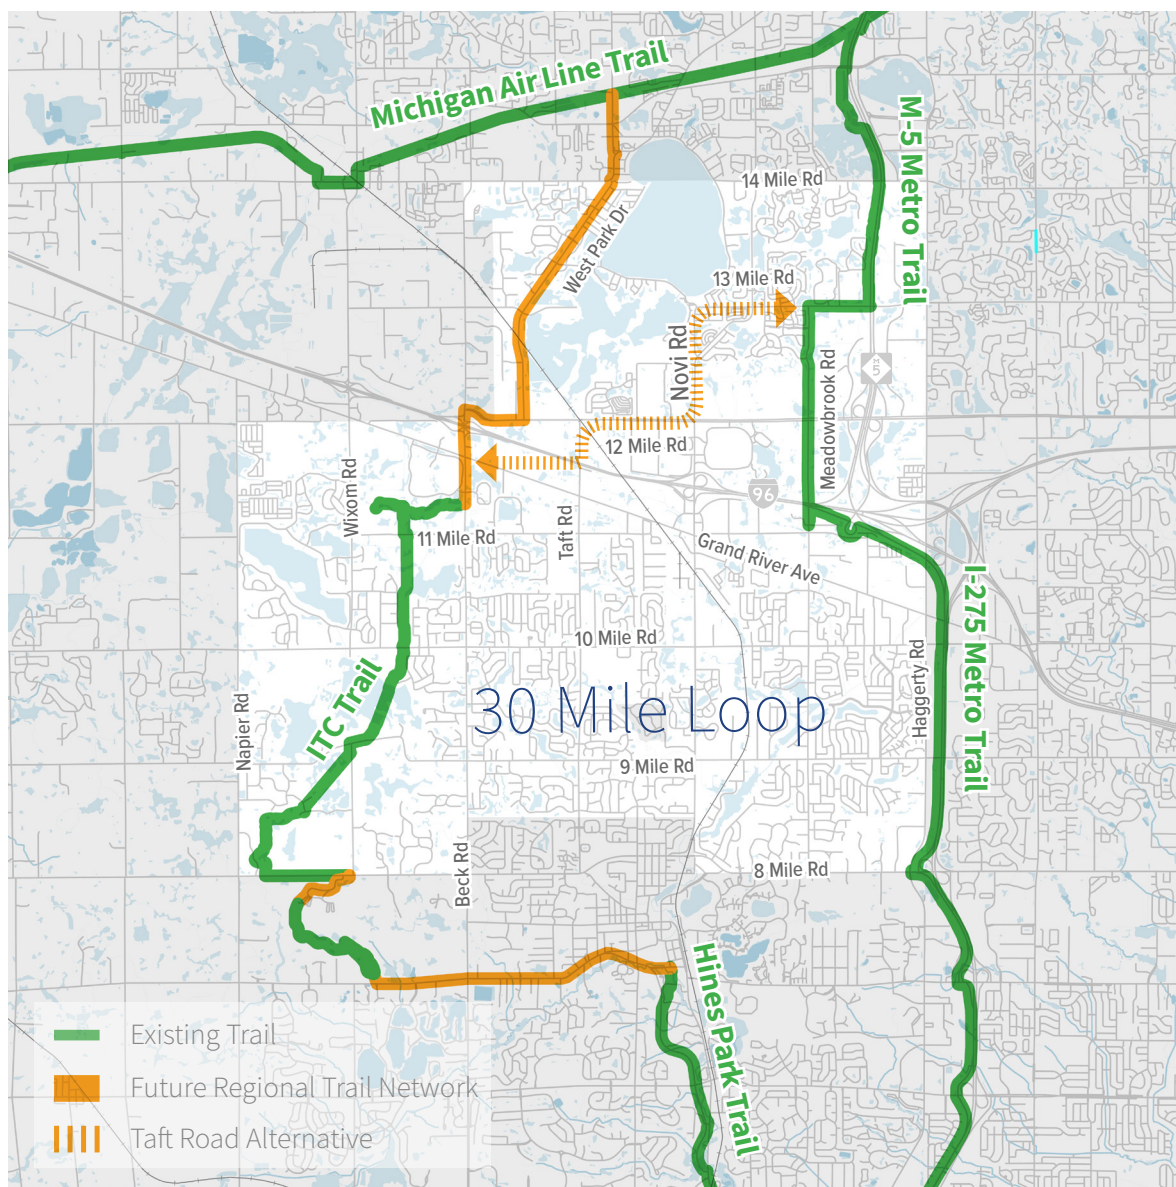 Michigan Air Line Trail
M-5 Metro Trail
14 Mile Rd
West Park Dr
13 Mile Rd
Novi Rd
M
5
Meadowbrook Rd
12 Mile Rd
Wixom Rd
96
11 Mile Rd
Taft Rd
Grand River Ave
I-275 Metro Trail
10 Mile Rd
Haggerty Rd
ITC Trail
30 Mile Loop
Napier Rd
9 Mile Rd
Beck Rd
8 Mile Rd
Hines Park Trail
Existing Trail
Future Regional Trail Network
Taft Road Alternative